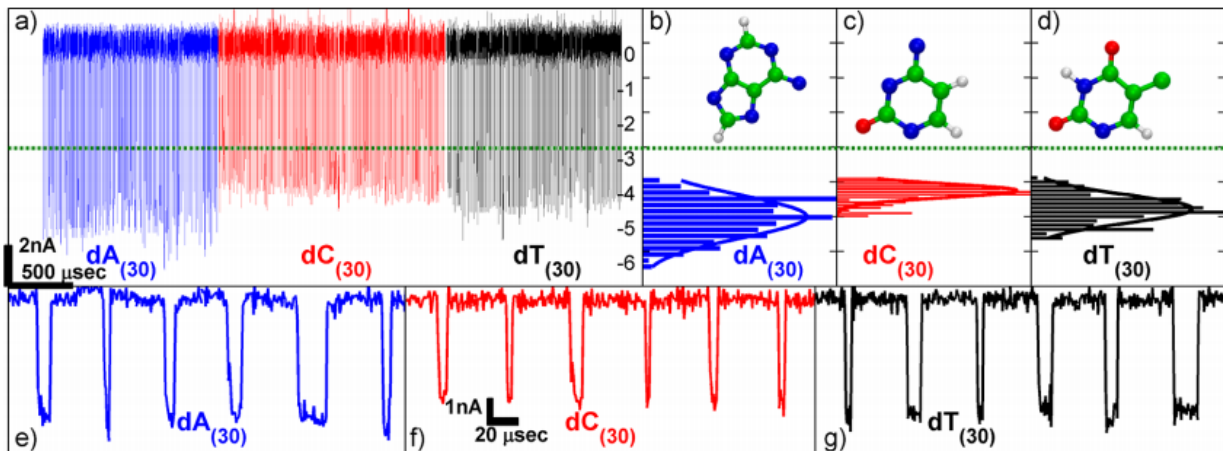 a)
b)
c)
d)
0
-1
-2
-3
-4
-5
-6
2nA
500 μsec
dA(30)
dC(30)
dT(30)
dA(30)
dC(30)
dT(30)
e)
dA(30)
f)
1nA
20 μsec
dC(30)
g)
dT(30)